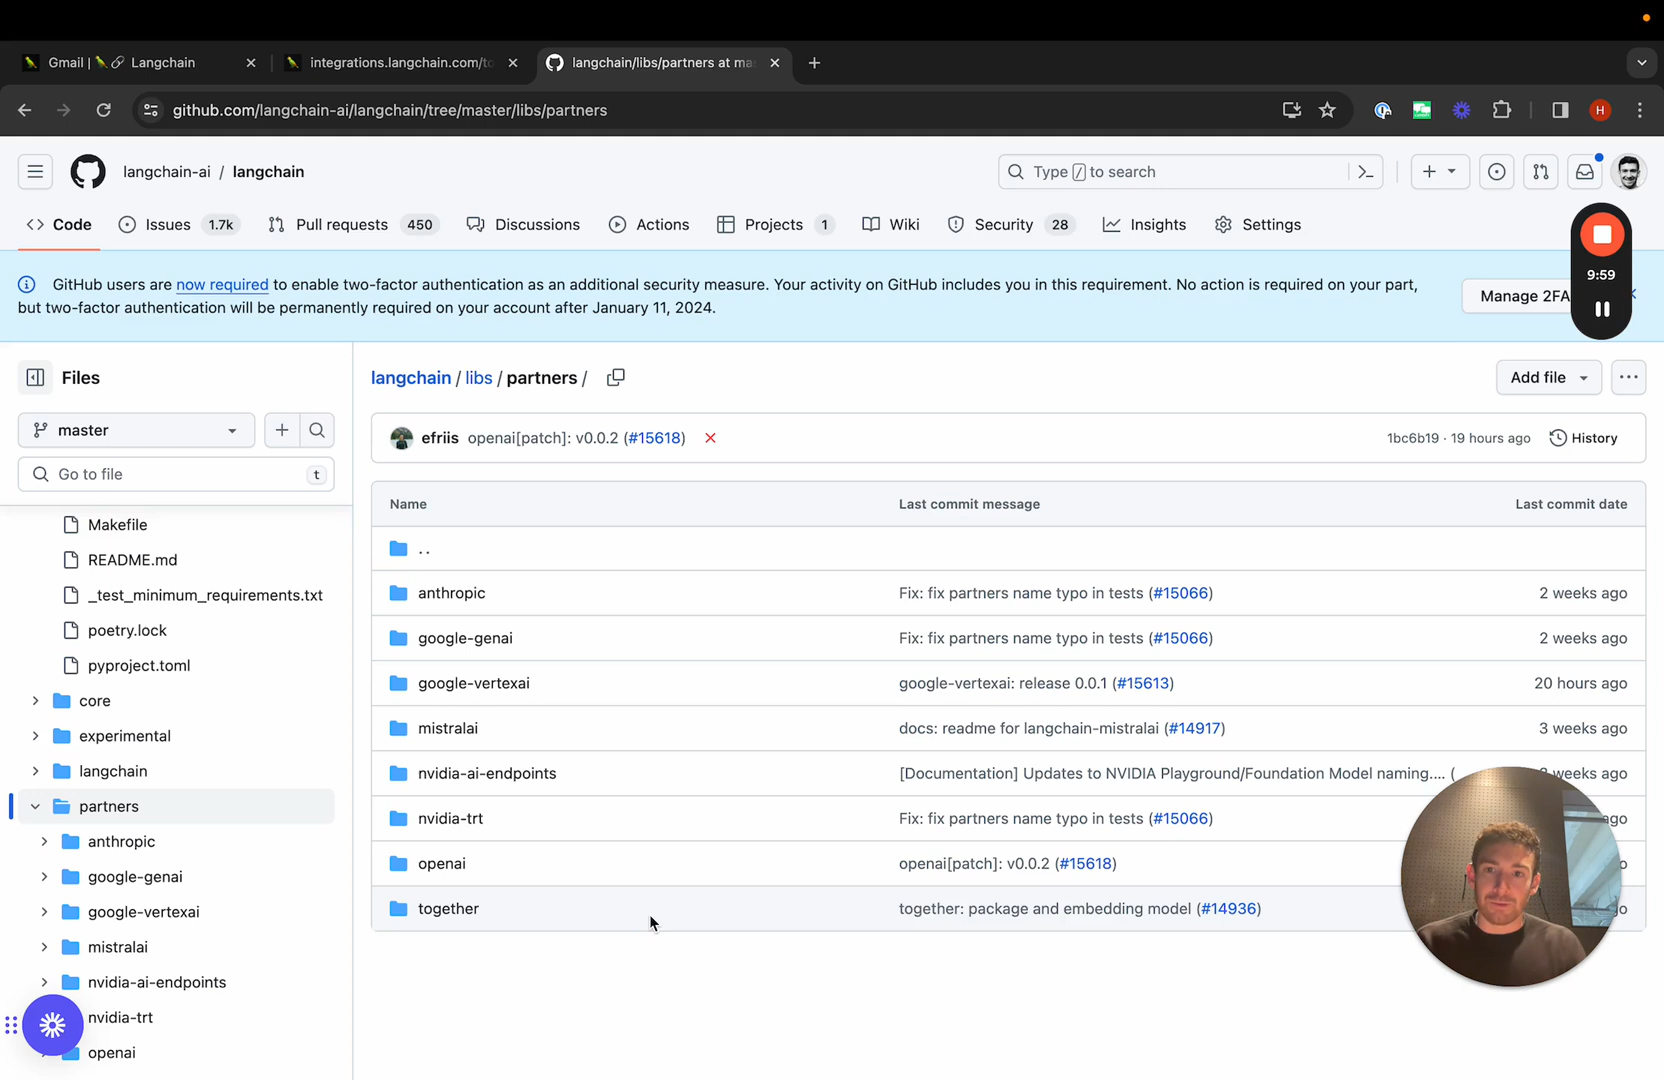 Gmail | Langchain
integrations.langchain.com/to
langchain/libs/partners at ma
github.com/langchain-ai/langchain/tree/master/libs/partners
H
langchain-ai / langchain
Type / to search
Code
Issues 1.7k
Pull requests 450
Discussions
Actions
Projects 1
Wiki
Security 28
Insights
Settings
GitHub users are now required to enable two-factor authentication as an additional security measure. Your activity on GitHub includes you in this requirement. No action is required on your part,
but two-factor authentication will be permanently required on your account after January 11, 2024.
Manage 2FA
9:59
Files
master
Go to file t
Makefile
README.md
_test_minimum_requirements.txt
poetry.lock
pyproject.toml
core
experimental
langchain
partners
anthropic
google-genai
google-vertexai
mistralai
nvidia-ai-endpoints
nvidia-trt
openai
langchain / libs / partners /
Add file
efriis openai[patch]: v0.0.2 (#15618)
1bc6b19 · 19 hours ago
History
Name Last commit message Last commit date
..
anthropic Fix: fix partners name typo in tests (#15066) 2 weeks ago
google-genai Fix: fix partners name typo in tests (#15066) 2 weeks ago
google-vertexai google-vertexai: release 0.0.1 (#15613) 20 hours ago
mistralai docs: readme for langchain-mistralai (#14917) 3 weeks ago
nvidia-ai-endpoints [Documentation] Updates to NVIDIA Playground/Foundation Model naming.... ( weeks ago
nvidia-trt Fix: fix partners name typo in tests (#15066) ago
openai openai[patch]: v0.0.2 (#15618)
together together: package and embedding model (#14936)